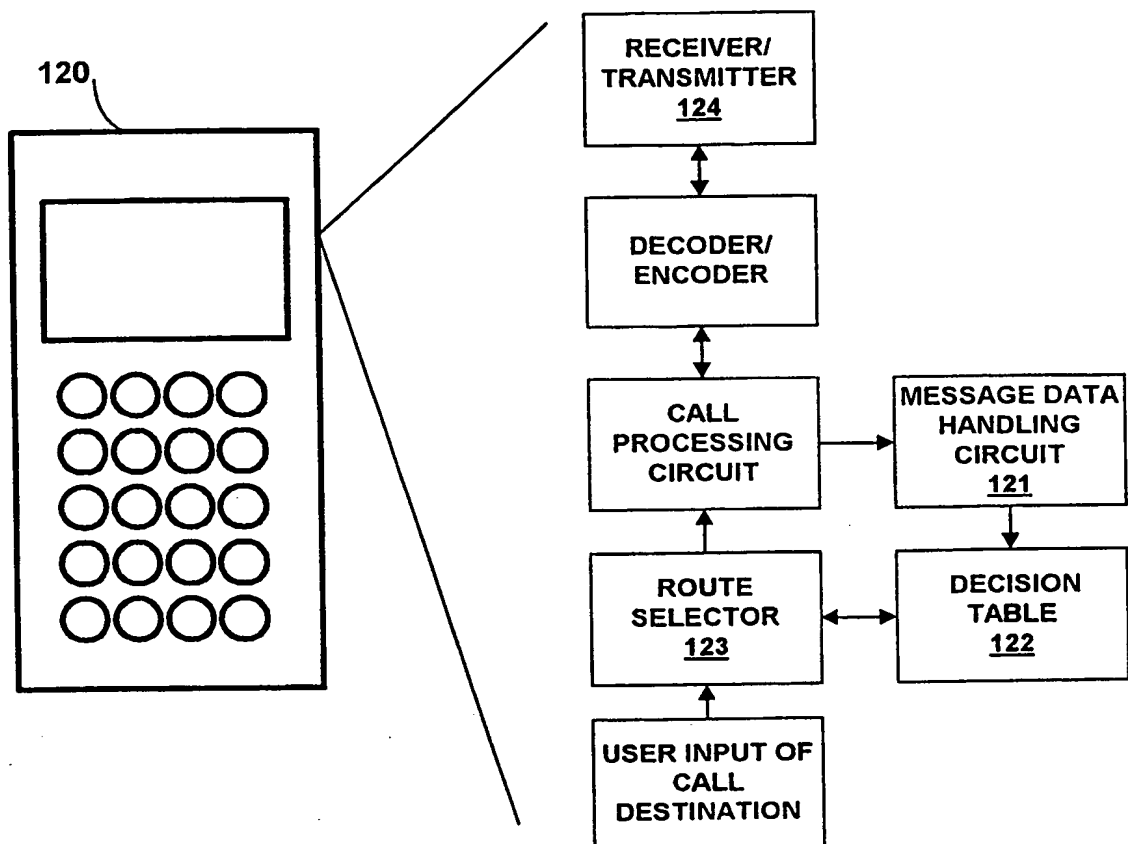 120
RECEIVER/
TRANSMITTER
124
DECODER/
ENCODER
CALL
PROCESSING
CIRCUIT
MESSAGE DATA
HANDLING
CIRCUIT
121
ROUTE
SELECTOR
123
DECISION
TABLE
122
USER INPUT OF
CALL
DESTINATION